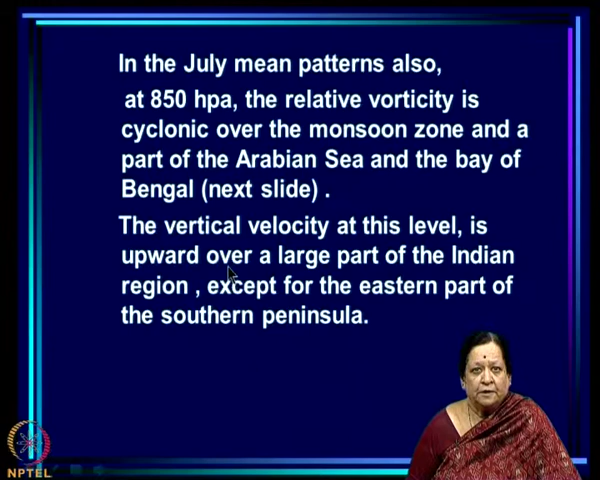 In the July mean patterns also,
at 850 hpa, the relative vorticity is
cyclonic over the monsoon zone and a
part of the Arabian Sea and the bay of
Bengal (next slide) .
The vertical velocity at this level, is
upward over a large part of the Indian
region , except for the eastern part of
the southern peninsula.
NPTEL